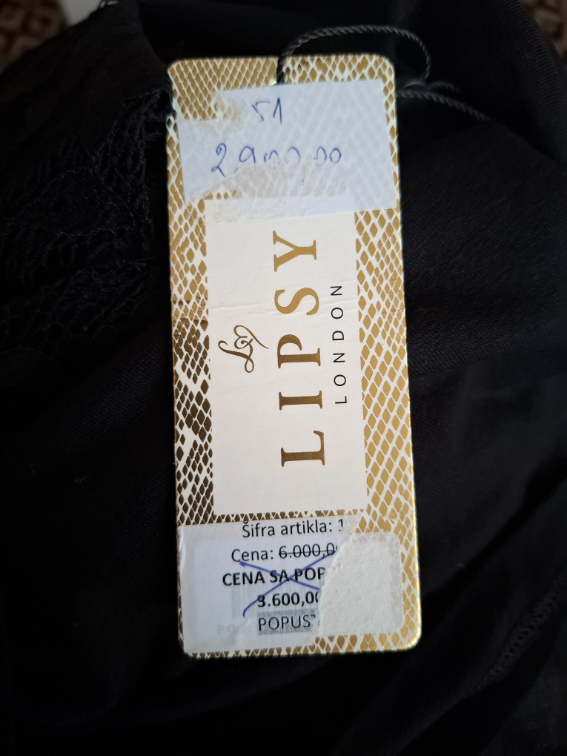 51
2,900,00
LIPSY
LONDON
Šifra artikla: 1
Cena: 6.000,0
CENA SA POP
3.600,0
POPUST